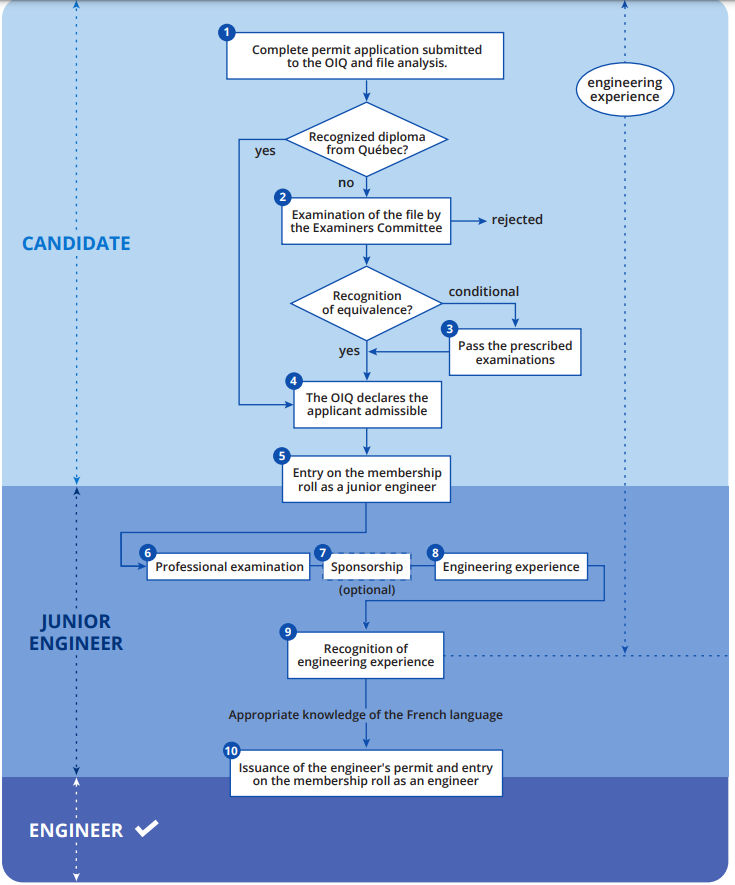 1
Complete permit application submitted
to the OIQ and file analysis.
engineering
experience
Recognized diploma
from Québec?
yes
no
2
Examination of the file by
the Examiners Committee
rejected
CANDIDATE
Recognition
of equivalence?
conditional
3
Pass the prescribed
examinations
yes
4
The OIQ declares the
applicant admissible
5
Entry on the membership
roll as a junior engineer
6
Professional examination
7
Sponsorship
(optional)
8
Engineering experience
JUNIOR
ENGINEER
9
Recognition of
engineering experience
Appropriate knowledge of the French language
10
Issuance of the engineer's permit and entry
on the membership roll as an engineer
ENGINEER